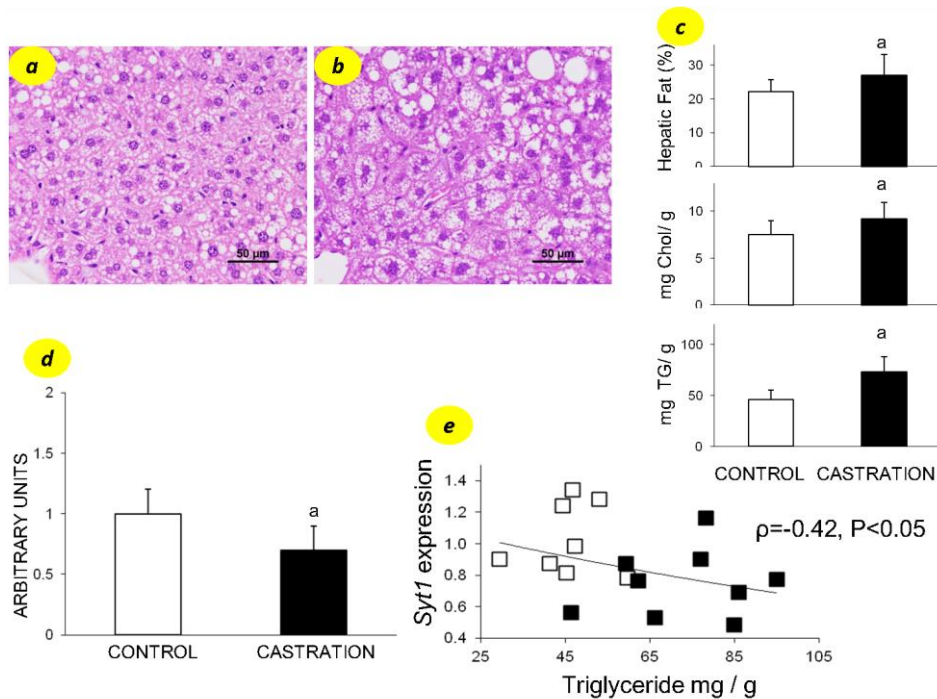 a
b
50 µm
50 µm
c
Hepatic Fat (%)
30
20
10
0
a
mg Chol/ g
10
5
0
a
mg TG/ g
100
50
0
a
CONTROL CASTRATION
d
ARBITRARY UNITS
2
1.5
1
0.5
0
a
CONTROL CASTRATION
e
Syt1 expression
1.4
1.2
1.0
0.8
0.6
0.4
25 45 65 85 105
Triglyceride mg / g
ρ=-0.42, P<0.05